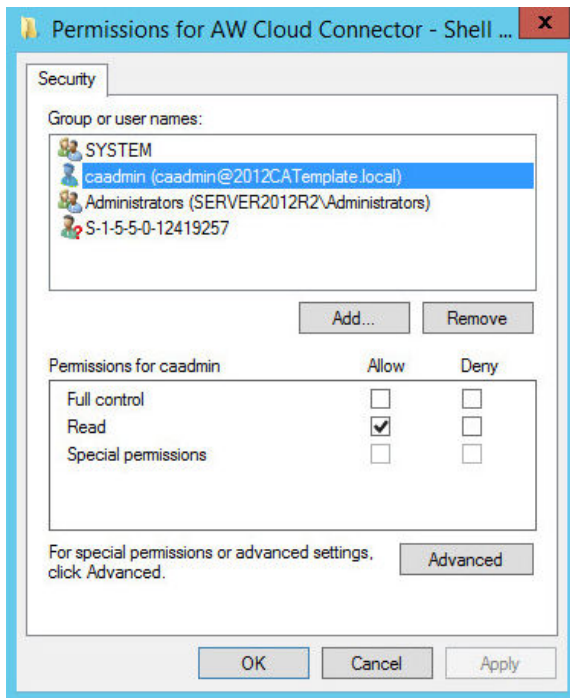 Permissions for AW Cloud Connector - Shell ...
x
Security
Group or user names:
SYSTEM
caadmin (caadmin@2012CATemplate.local)
Administrators (SERVER2012R2\Administrators)
S-1-5-5-0-12419257
Add...
Remove
Permissions for caadmin Allow Deny
Full control
Read
Special permissions
For special permissions or advanced settings,
click Advanced.
Advanced
OK
Cancel
Apply